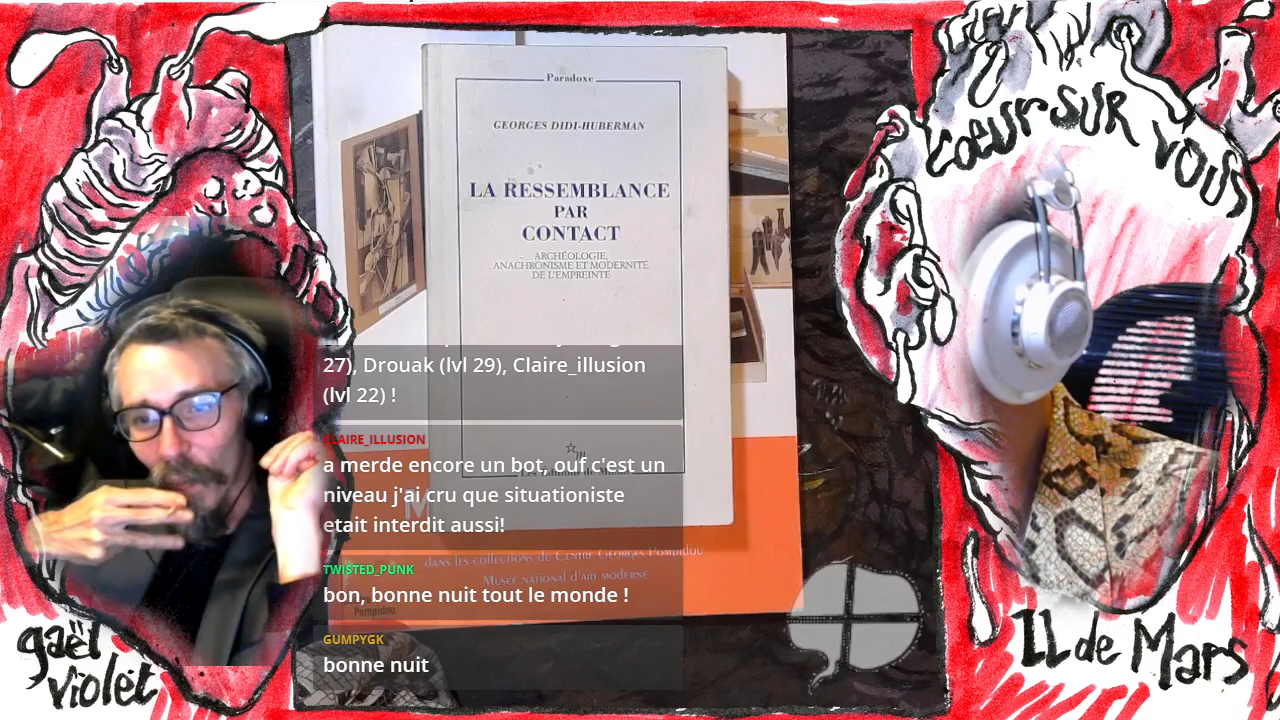 Paradoxe
GEORGES DIDI-HUBERMAN
LA RESSEMBLANCE
PAR
CONTACT
ARCHÉOLOGIE,
ANACHRONISME ET MODERNITÉ
DE L'EMPREINTE
27), Drouak (lvl 29), Claire_illusion
(lvl 22) !
CLAIRE_ILLUSION
a merde encore un bot, ouf c'est un
niveau j'ai cru que situationiste
etait interdit aussi!
dans les collections du Centre Georges Pompidou
Musée national d'art moderne
TWISTED_PUNK
bon, bonne nuit tout le monde !
Pompidou
GUMPYGK
bonne nuit
gaël
violet
cœur SUR
VOUS
LL de Mars